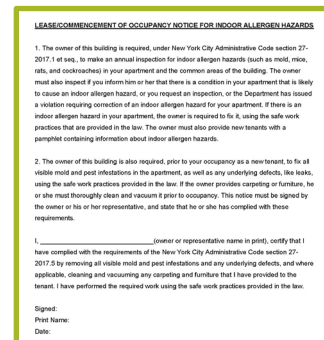 LEASE/COMMENCEMENT OF OCCUPANCY NOTICE FOR INDOOR ALLERGEN HAZARDS
1. The owner of this building is required, under New York City Administrative Code section 27-
2017.1 et seq., to make an annual inspection for indoor allergen hazards (such as mold, mice,
rats, and cockroaches) in your apartment and the common areas of the building. The owner
must also inspect if you inform him or her that there is a condition in your apartment that is likely
to cause an indoor allergen hazard, or you request an inspection, or the Department has issued
a violation requiring correction of an indoor allergen hazard for your apartment. If there is an
indoor allergen hazard in your apartment, the owner is required to fix it, using the safe work
practices that are provided in the law. The owner must also provide new tenants with a
pamphlet containing information about indoor allergen hazards.
2. The owner of this building is also required, prior to your occupancy as a new tenant, to fix all
visible mold and pest infestations in the apartment, as well as any underlying defects, like leaks,
using the safe work practices provided in the law. If the owner provides carpeting or furniture, he
or she must thoroughly clean and vacuum it prior to occupancy. This notice must be signed by
the owner or his or her representative, and state that he or she has complied with these
requirements.
I, ______________________(owner or representative name in print), certify that I
have complied with the requirements of the New York City Administrative Code section 27-
2017.5 by removing all visible mold and pest infestations and any underlying defects, and where
applicable, cleaning and vacuuming any carpeting and furniture that I have provided to the
tenant. I have performed the required work using the safe work practices provided in the law.
Signed:
Print Name:
Date: